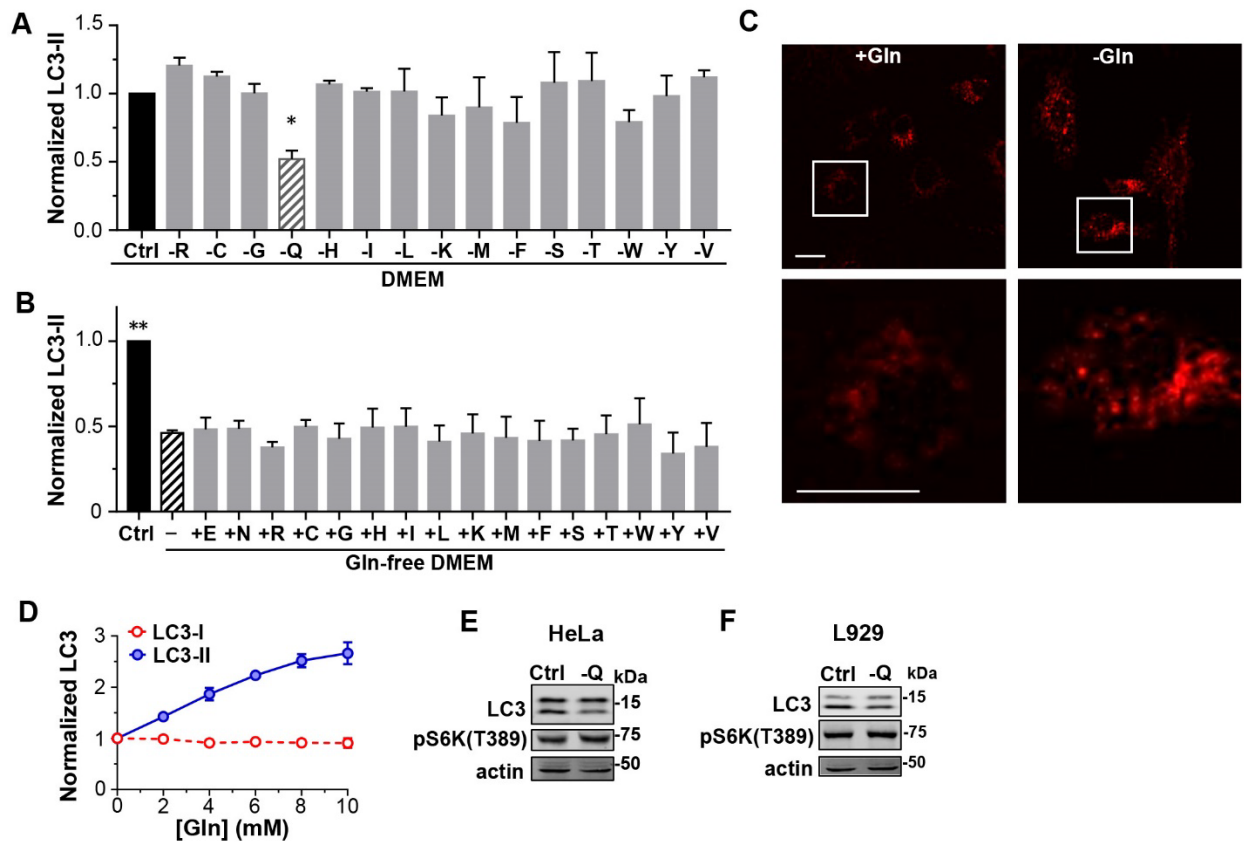 A
Normalized LC3-II
1.5
1.0
0.5
0.0
*
Ctrl -R -C -G -Q -H -I -L -K -M -F -S -T -W -Y -V
DMEM
B
Normalized LC3-II
1.0
0.5
0
**
Ctrl – +E +N +R +C +G +H +I +L +K +M +F +S +T +W +Y +V
Gln-free DMEM
C
+Gln
-Gln
D
Normalized LC3
3
2
1
0
LC3-I
LC3-II
0 2 4 6 8 10
[Gln] (mM)
E
HeLa
Ctrl -Q kDa
LC3
-15
pS6K(T389)
-75
actin
-50
F
L929
Ctrl -Q kDa
LC3
-15
pS6K(T389)
-75
actin
-50